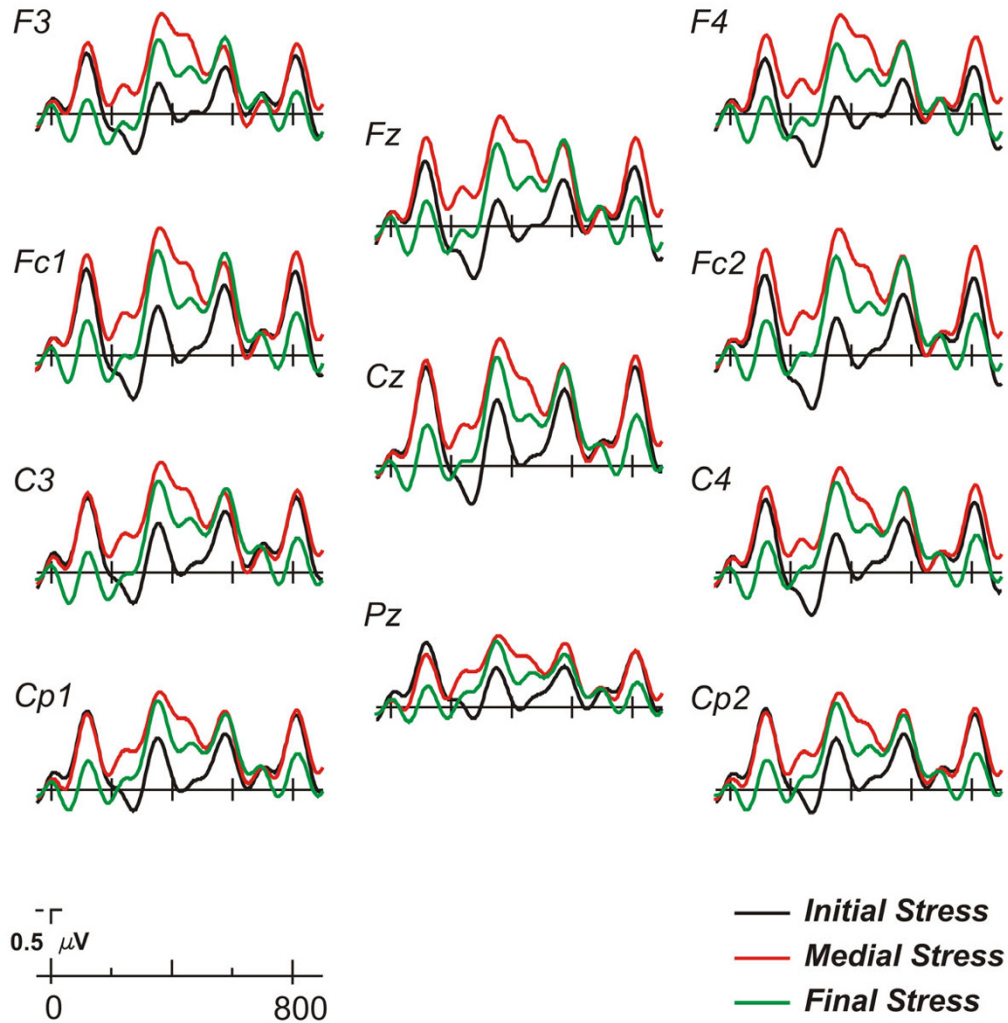 F3
F4
Fz
Fc1
Fc2
Cz
C3
C4
Pz
Cp1
Cp2
0.5 μV
0 800
Initial Stress
Medial Stress
Final Stress